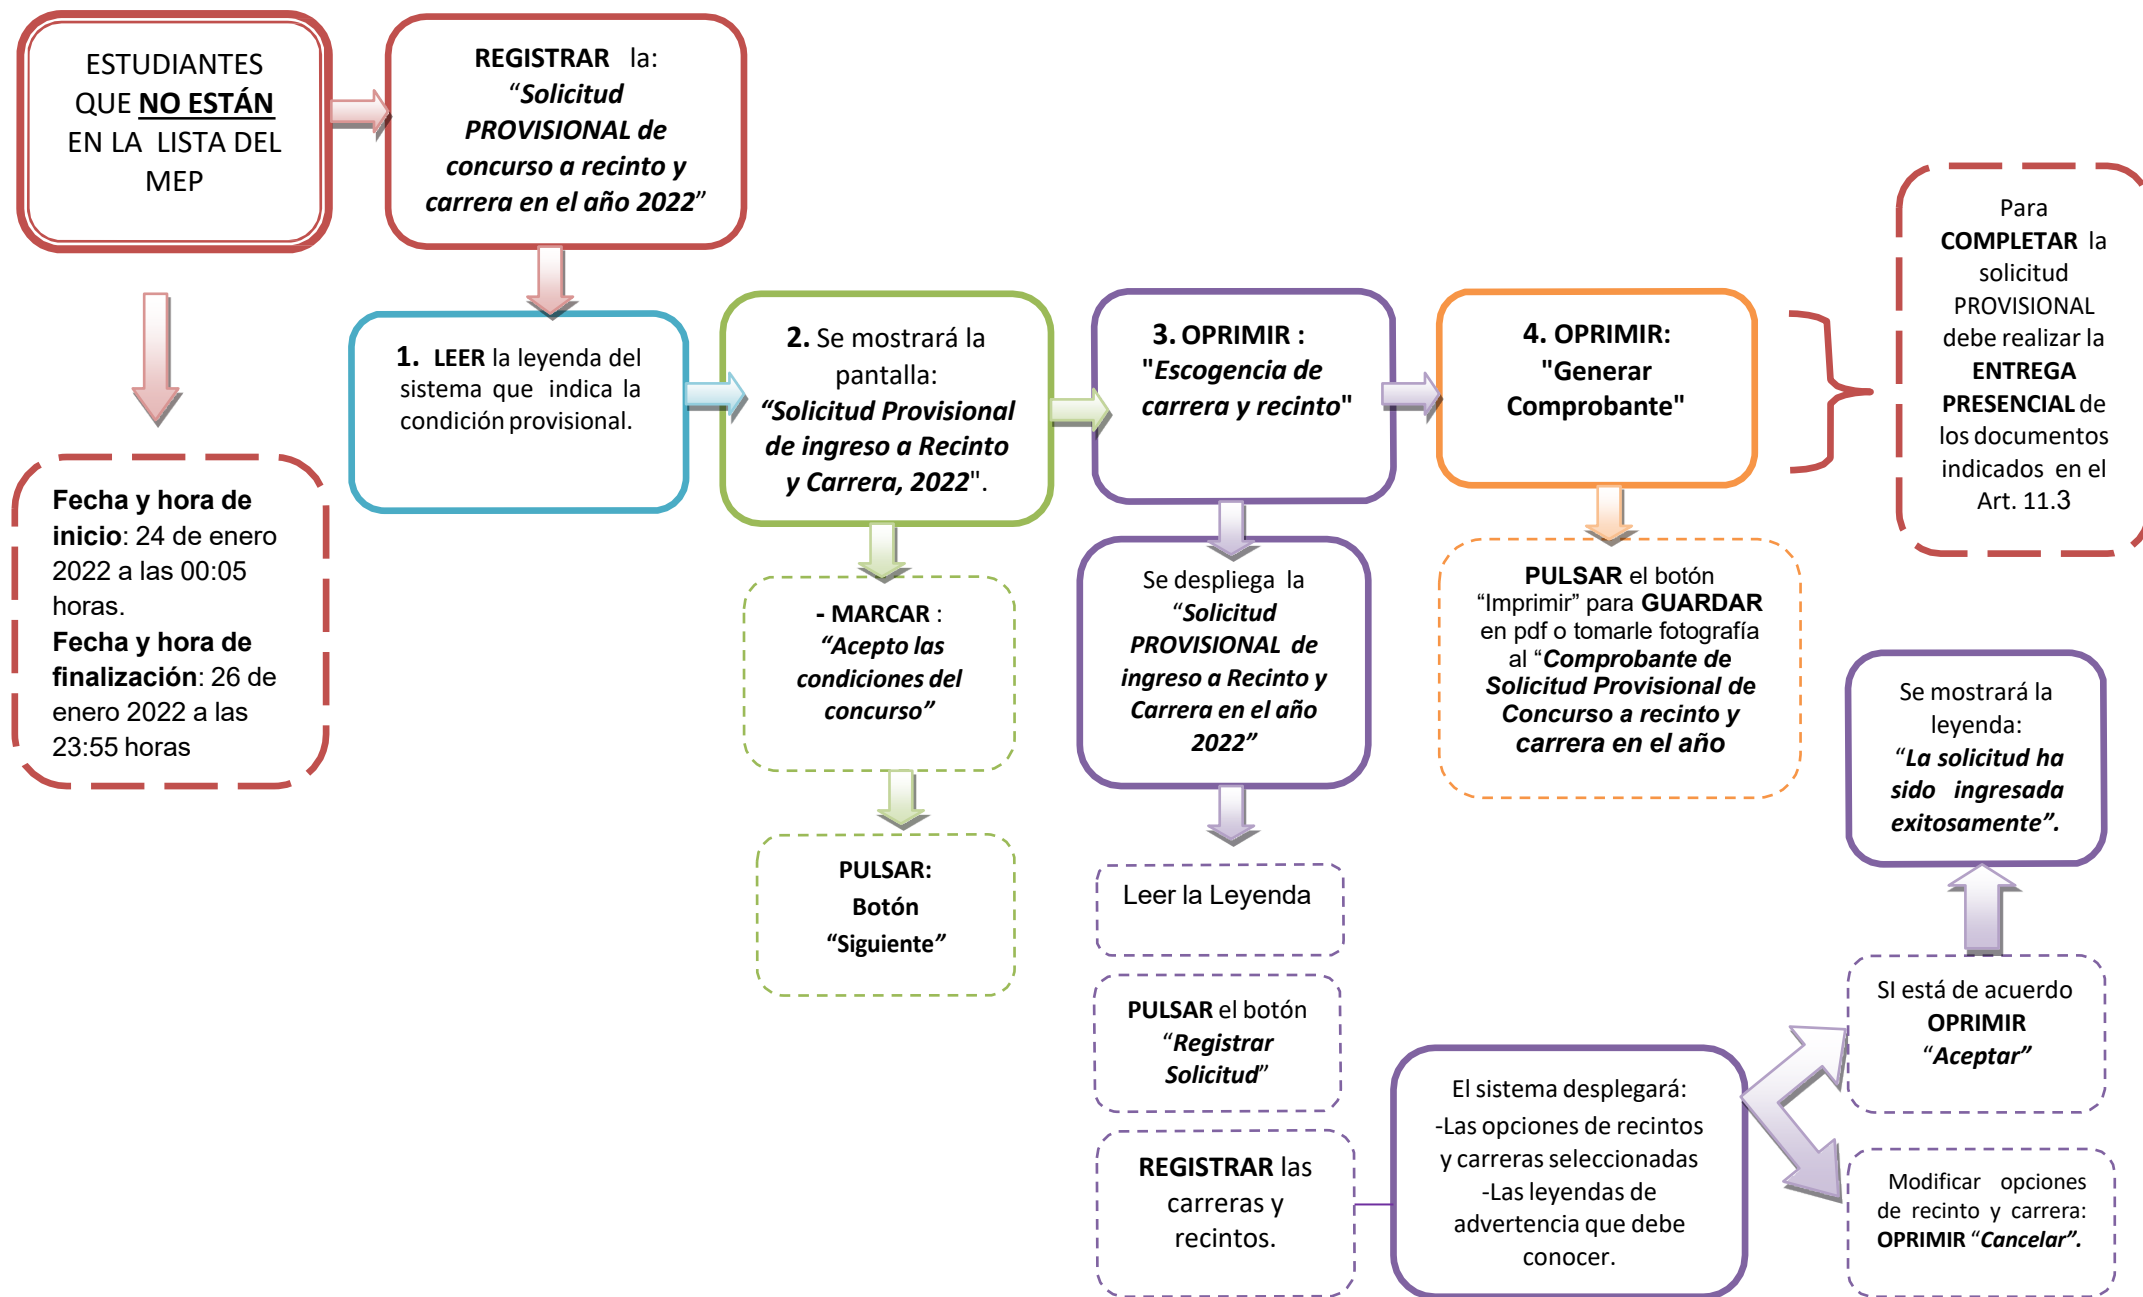 ESTUDIANTES
QUE NO ESTÁN
EN LA LISTA DEL
MEP
REGISTRAR la:
“Solicitud
PROVISIONAL de
concurso a recinto y
carrera en el año 2022”
Fecha y hora de
inicio: 24 de enero
2022 a las 00:05
horas.
Fecha y hora de
finalización: 26 de
enero 2022 a las
23:55 horas
1. LEER la leyenda del
sistema que indica la
condición provisional.
2. Se mostrará la
pantalla:
“Solicitud Provisional
de ingreso a Recinto
y Carrera, 2022".
- MARCAR :
“Acepto las
condiciones del
concurso”
PULSAR:
Botón
“Siguiente”
3. OPRIMIR :
"Escogencia de
carrera y recinto"
Se despliega la
“Solicitud
PROVISIONAL de
ingreso a Recinto y
Carrera en el año
2022”
Leer la Leyenda
PULSAR el botón
“Registrar
Solicitud”
REGISTRAR las
carreras y
recintos.
El sistema desplegará:
-Las opciones de recintos
y carreras seleccionadas
-Las leyendas de
advertencia que debe
conocer.
SI está de acuerdo
OPRIMIR
“Aceptar”
Modificar opciones
de recinto y carrera:
OPRIMIR “Cancelar”.
Se mostrará la
leyenda:
“La solicitud ha
sido ingresada
exitosamente”.
4. OPRIMIR:
"Generar
Comprobante"
PULSAR el botón
“Imprimir” para GUARDAR
en pdf o tomarle fotografía
al “Comprobante de
Solicitud Provisional de
Concurso a recinto y
carrera en el año
Para
COMPLETAR la
solicitud
PROVISIONAL
debe realizar la
ENTREGA
PRESENCIAL de
los documentos
indicados en el
Art. 11.3